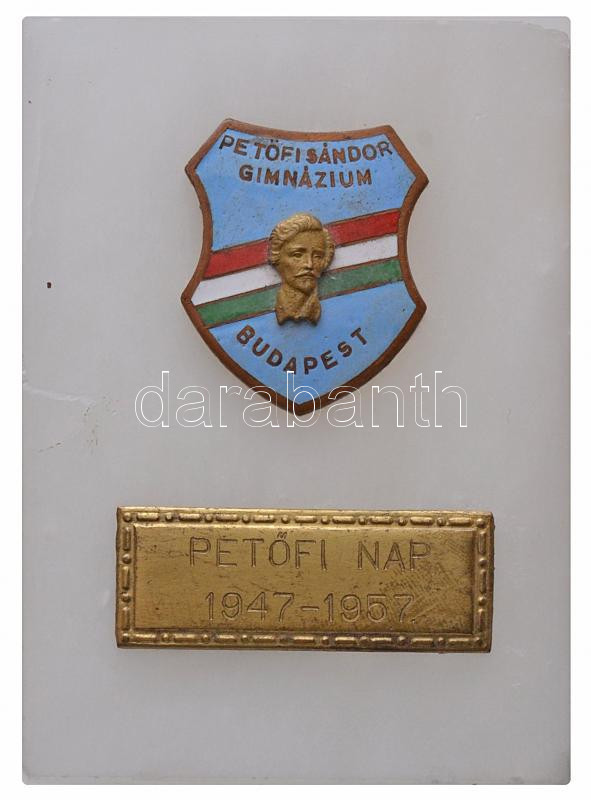 PETŐFI SÁNDOR
GIMNÁZIUM
BUDAPEST
darabanth
PETŐFI NAP
1947-1957